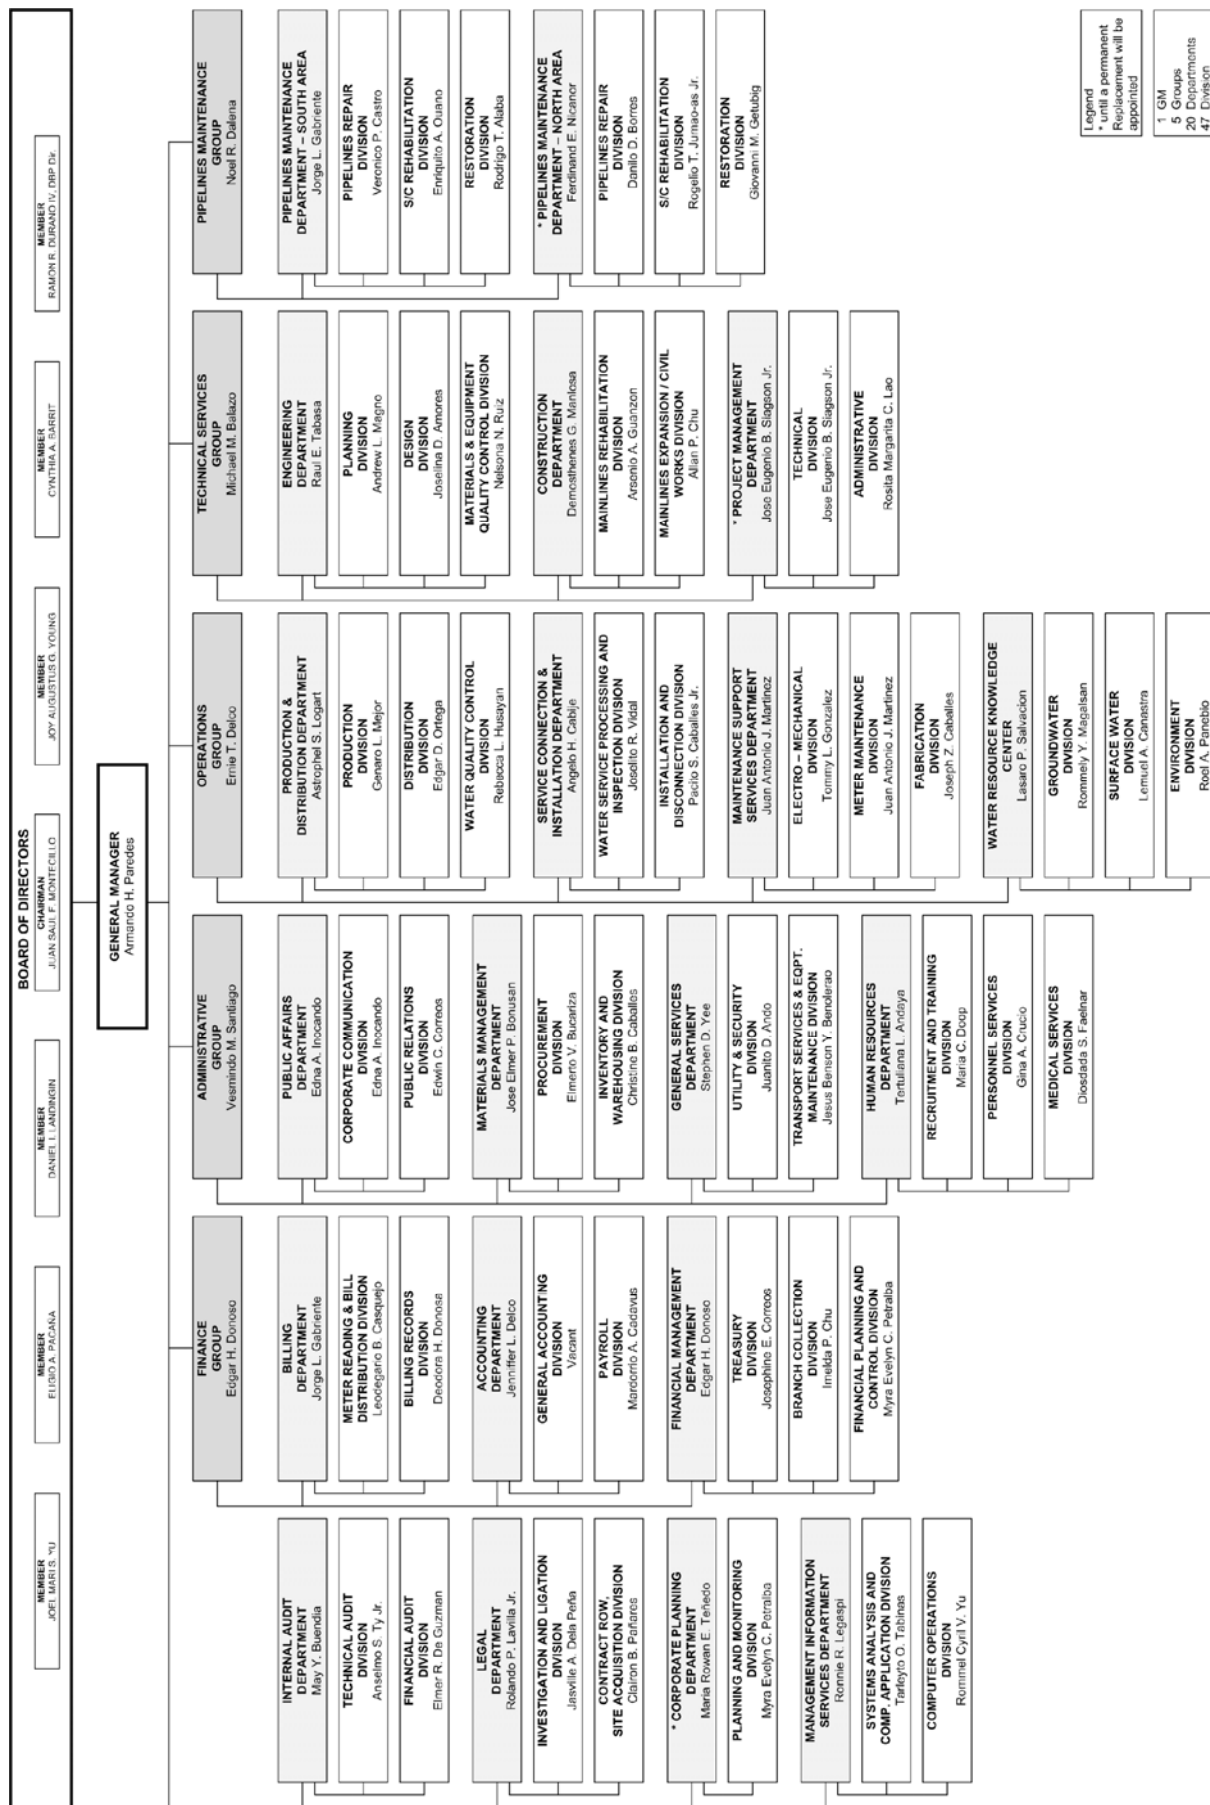 BOARD OF DIRECTORS
MEMBER
JOEL MARI S. YU
MEMBER
ELIGIO A. PACAÑA
MEMBER
DANIEL I. LANDINGIN
CHAIRMAN
JUAN SAUL F. MONTECILLO
MEMBER
JOY AUGUSTUS G. YOUNG
MEMBER
CYNTHIA A. BARRIT
MEMBER
RAMON R. DURANO IV, DBP Dir.
GENERAL MANAGER
Armando H. Paredes
INTERNAL AUDIT
DEPARTMENT
May Y. Buendia
TECHNICAL AUDIT
DIVISION
Anselmo S. Ty Jr.
FINANCIAL AUDIT
DIVISION
Elmer R. De Guzman
LEGAL
DEPARTMENT
Rolando P. Lavilla Jr.
INVESTIGATION AND LIGATION
DIVISION
Jasville A. Dela Peña
CONTRACT ROW,
SITE ACQUISITION DIVISION
Clairon B. Pañares
* CORPORATE PLANNING
DEPARTMENT
Maria Rowan E. Teñedo
PLANNING AND MONITORING
DIVISION
Myra Evelyn C. Petralba
MANAGEMENT INFORMATION
SERVICES DEPARTMENT
Ronnie R. Legaspi
SYSTEMS ANALYSIS AND
COMP. APPLICATION DIVISION
Tarleyto O. Tabinas
COMPUTER OPERATIONS
DIVISION
Rommel Cyril V. Yu
FINANCE
GROUP
Edgar H. Donoso
BILLING
DEPARTMENT
Jorge L. Gabriente
METER READING & BILL
DISTRIBUTION DIVISION
Leodegario B. Casquejo
BILLING RECORDS
DIVISION
Deodora H. Donosa
ACCOUNTING
DEPARTMENT
Jenniffer L. Delco
GENERAL ACCOUNTING
DIVISION
Vacant
PAYROLL
DIVISION
Mardorrio A. Cadavus
FINANCIAL MANAGEMENT
DEPARTMENT
Edgar H. Donoso
TREASURY
DIVISION
Josephine E. Correos
BRANCH COLLECTION
DIVISION
Imelda P. Chu
FINANCIAL PLANNING AND
CONTROL DIVISION
Myra Evelyn C. Petralba
ADMINISTRATIVE
GROUP
Vesmindo M. Santiago
PUBLIC AFFAIRS
DEPARTMENT
Edna A. Inocando
CORPORATE COMMUNICATION
DIVISION
Edna A. Inocando
PUBLIC RELATIONS
DIVISION
Edwin C. Correos
MATERIALS MANAGEMENT
DEPARTMENT
Jose Elmer P. Bonusan
PROCUREMENT
DIVISION
Elmerto V. Bucariza
INVENTORY AND
WAREHOUSING DIVISION
Christine B. Caballes
GENERAL SERVICES
DEPARTMENT
Stephen D. Yee
UTILITY & SECURITY
DIVISION
Juanito D. Ando
TRANSPORT SERVICES & EQPT.
MAINTENANCE DIVISION
Jesus Benson Y. Benolerao
HUMAN RESOURCES
DEPARTMENT
Tertuliana L. Andaya
RECRUITMENT AND TRAINING
DIVISION
Maria C. Doop
PERSONNEL SERVICES
DIVISION
Gina A. Crucio
MEDICAL SERVICES
DIVISION
Diosdada S. Faelnar
OPERATIONS
GROUP
Ernie T. Delco
PRODUCTION &
DISTRIBUTION DEPARTMENT
Astrophel S. Logart
PRODUCTION
DIVISION
Genaro L. Mejor
DISTRIBUTION
DIVISION
Edgar D. Ortega
WATER QUALITY CONTROL
DIVISION
Rebecca L. Husayan
SERVICE CONNECTION &
INSTALLATION DEPARTMENT
Angelo H. Cabije
WATER SERVICE PROCESSING AND
INSPECTION DIVISION
Joselito R. Vidal
INSTALLATION AND
DISCONNECTION DIVISION
Pacito S. Caballes Jr.
MAINTENANCE SUPPORT
SERVICES DEPARTMENT
Juan Antonio J. Martinez
ELECTRO – MECHANICAL
DIVISION
Tommy L. Gonzalez
METER MAINTENANCE
DIVISION
Juan Antonio J. Martinez
FABRICATION
DIVISION
Joseph Z. Caballes
WATER RESOURCE KNOWLEDGE
CENTER
Lasaro P. Salvacion
GROUNDWATER
DIVISION
Rommely Y. Magalsan
SURFACE WATER
DIVISION
Lemuel A. Canastra
ENVIRONMENT
DIVISION
Roel A. Paneblo
TECHNICAL SERVICES
GROUP
Michael M. Balazo
ENGINEERING
DEPARTMENT
Raul E. Tabasa
PLANNING
DIVISION
Andrew L. Magno
DESIGN
DIVISION
Joselina D. Amores
MATERIALS & EQUIPMENT
QUALITY CONTROL DIVISION
Nelsona N. Ruiz
CONSTRUCTION
DEPARTMENT
Demosthenes G. Manlosa
MAINLINES REHABILITATION
DIVISION
Arsenio A. Guanzon
MAINLINES EXPANSION / CIVIL
WORKS DIVISION
Allan P. Chu
* PROJECT MANAGEMENT
DEPARTMENT
Jose Eugenio B. Siagson Jr.
TECHNICAL
DIVISION
Jose Eugenio B. Siagson Jr.
ADMINISTRATIVE
DIVISION
Rosita Margarita C. Lao
PIPELINES MAINTENANCE
GROUP
Noel R. Dalena
PIPELINES MAINTENANCE
DEPARTMENT – SOUTH AREA
Jorge L. Gabriente
PIPELINES REPAIR
DIVISION
Veronico P. Castro
S/C REHABILITATION
DIVISION
Enriquito A. Ouano
RESTORATION
DIVISION
Rodrigo T. Alaba
* PIPELINES MAINTENANCE
DEPARTMENT – NORTH AREA
Ferdinand E. Nicanor
PIPELINES REPAIR
DIVISION
Danilo D. Borres
S/C REHABILITATION
DIVISION
Rogelio T. Jumao-as Jr.
RESTORATION
DIVISION
Giovanni M. Getubig
Legend
* until a permanent
Replacement will be
appointed
1 GM
5 Groups
20 Departments
47 Division